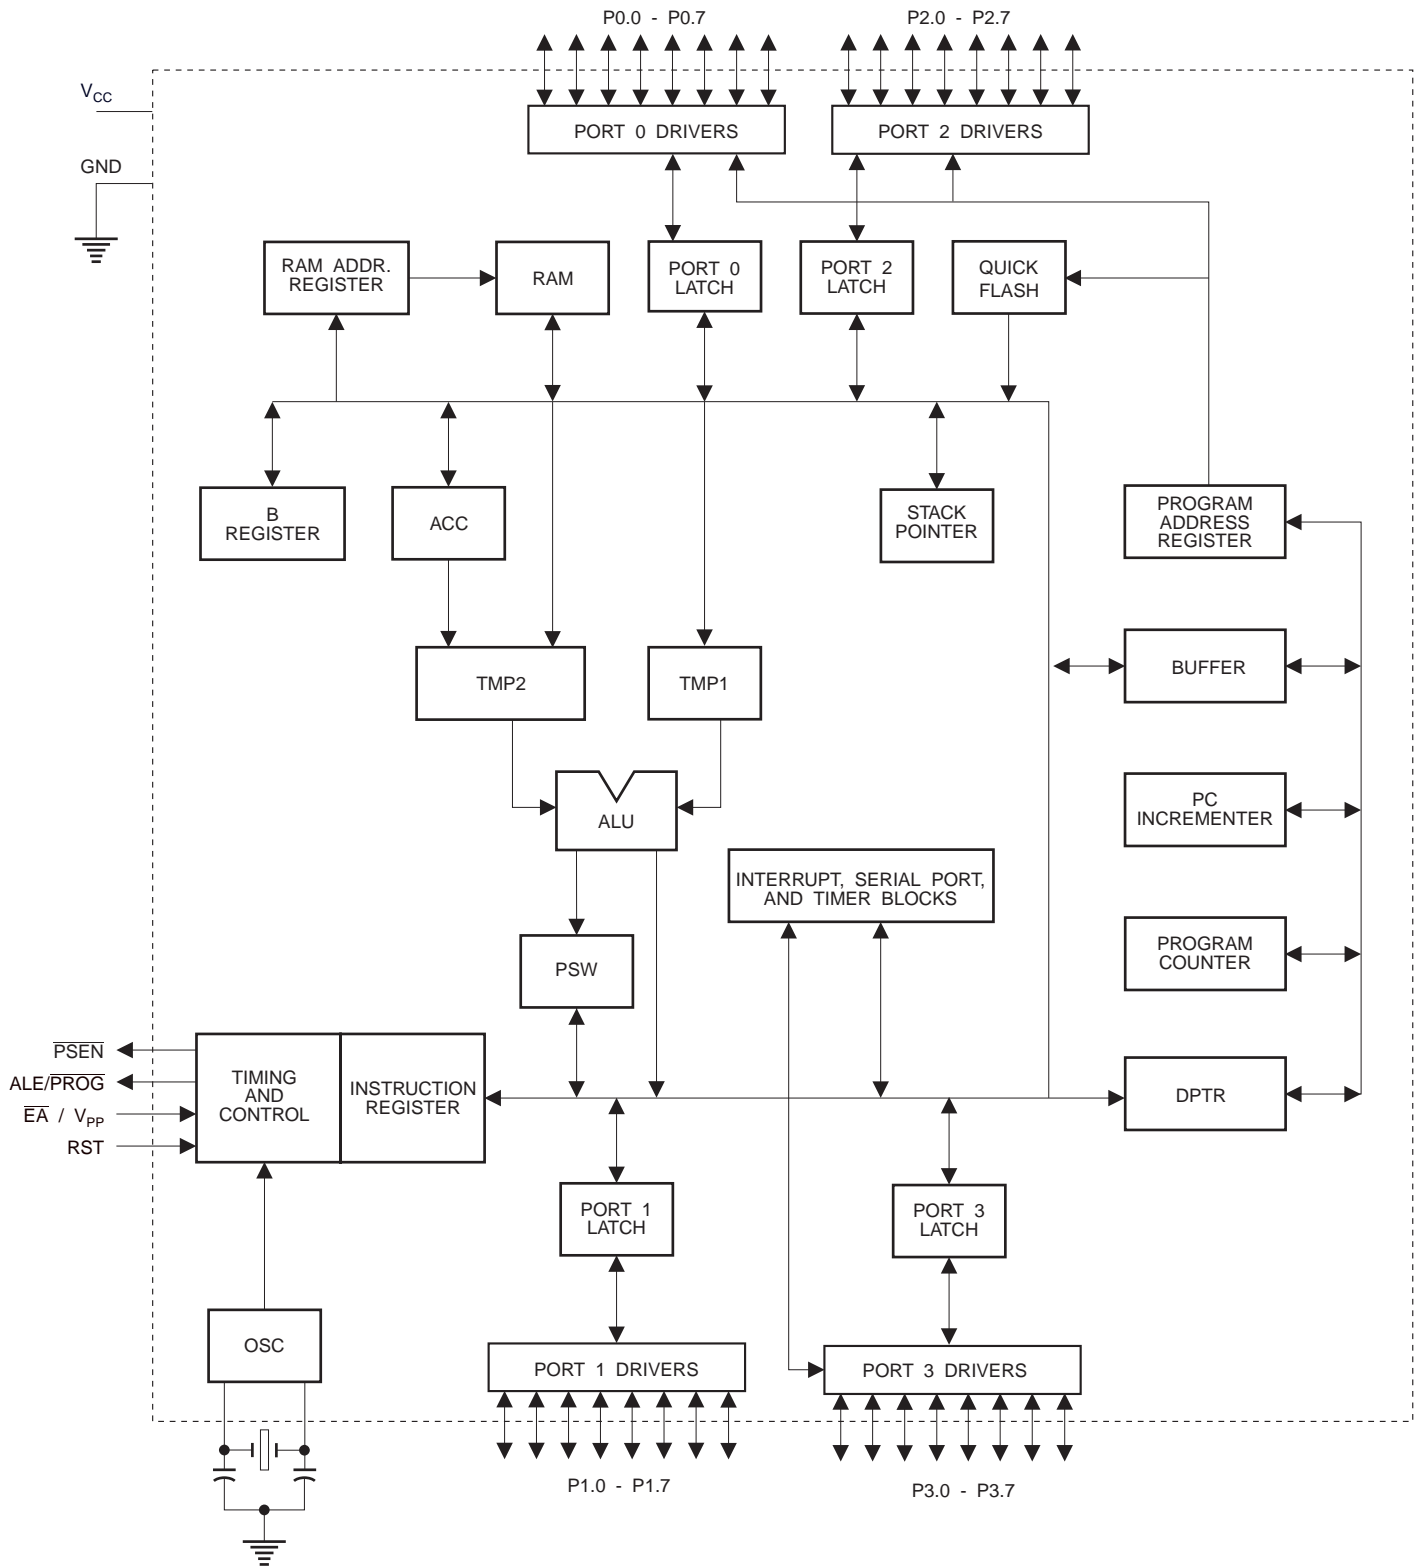 P0.0 - P0.7
P2.0 - P2.7
VCC
PORT 0 DRIVERS
PORT 2 DRIVERS
GND
RAM ADDR.
REGISTER
RAM
PORT 0
LATCH
PORT 2
LATCH
QUICK
FLASH
B
REGISTER
ACC
STACK
POINTER
PROGRAM
ADDRESS
REGISTER
TMP2
TMP1
BUFFER
ALU
PC
INCREMENTER
INTERRUPT, SERIAL PORT,
AND TIMER BLOCKS
PSW
PROGRAM
COUNTER
PSEN
ALE/PROG
EA / VPP
RST
TIMING
AND
CONTROL
INSTRUCTION
REGISTER
DPTR
PORT 1
LATCH
PORT 3
LATCH
OSC
PORT 1 DRIVERS
PORT 3 DRIVERS
P1.0 - P1.7
P3.0 - P3.7